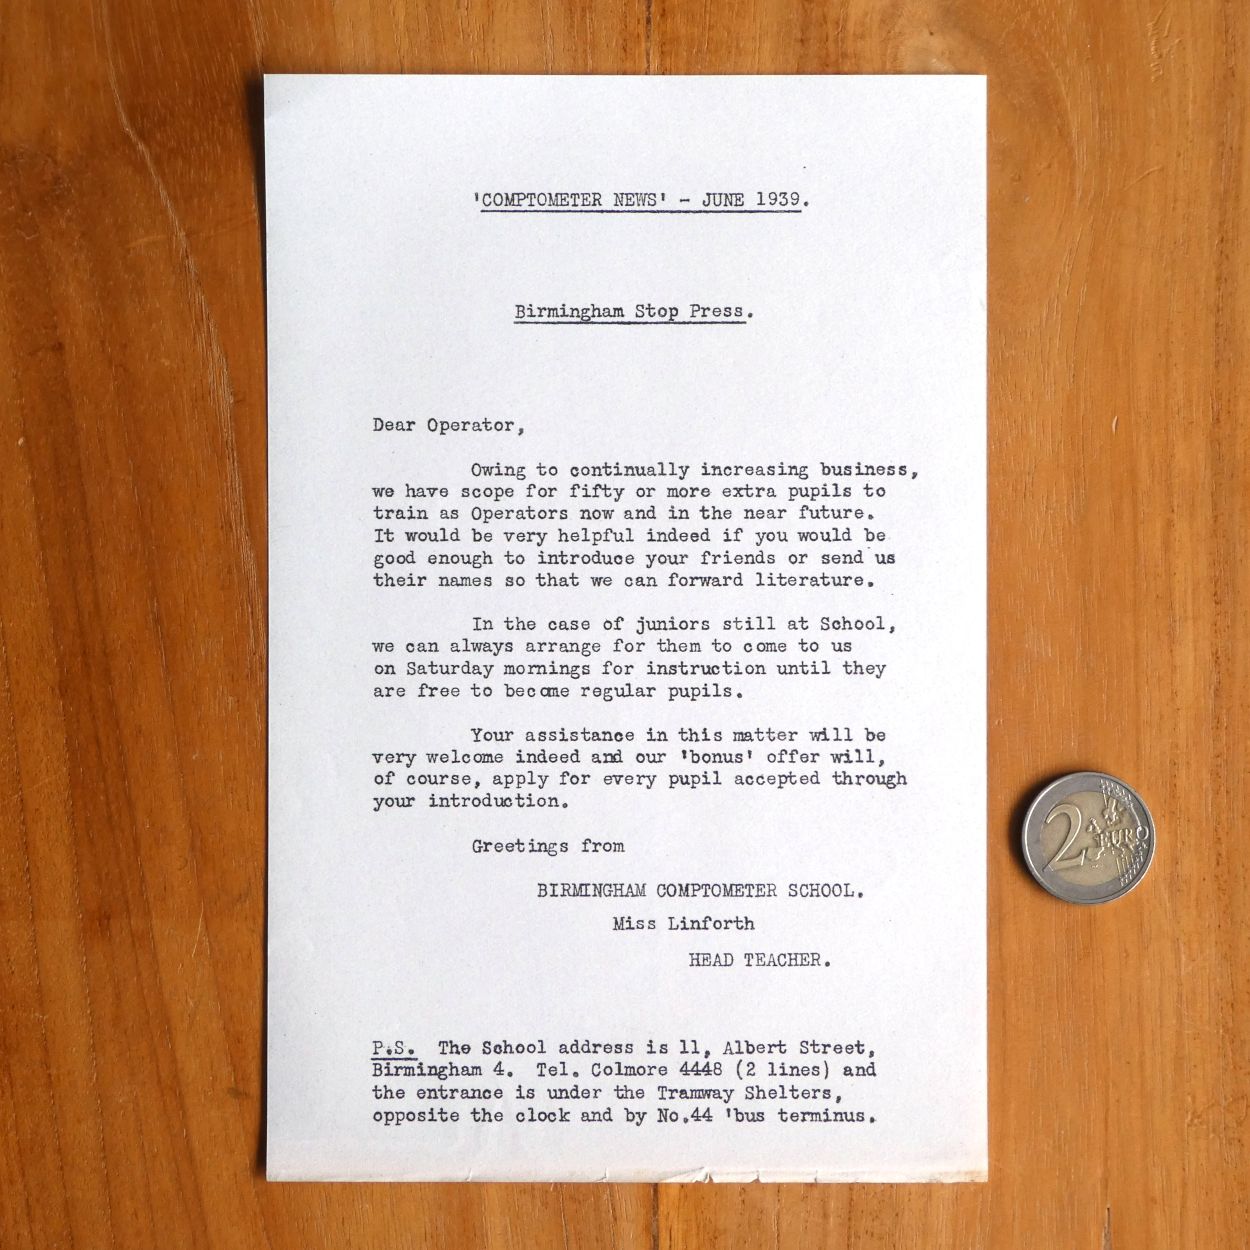 'COMPTOMETER NEWS' - JUNE 1939.
Birmingham Stop Press.
Dear Operator,
Owing to continually increasing business,
we have scope for fifty or more extra pupils to
train as Operators now and in the near future.
It would be very helpful indeed if you would be
good enough to introduce your friends or send us
their names so that we can forward literature.
In the case of juniors still at School,
we can always arrange for them to come to us
on Saturday mornings for instruction until they
are free to become regular pupils.
Your assistance in this matter will be
very welcome indeed and our 'bonus' offer will,
of course, apply for every pupil accepted through
your introduction.
Greetings from
BIRMINGHAM COMPTOMETER SCHOOL.
Miss Linforth
HEAD TEACHER.
P.S. The School address is 11, Albert Street,
Birmingham 4. Tel. Colmore 4448 (2 lines) and
the entrance is under the Tramway Shelters,
opposite the clock and by No.44 'bus terminus.
2 EURO